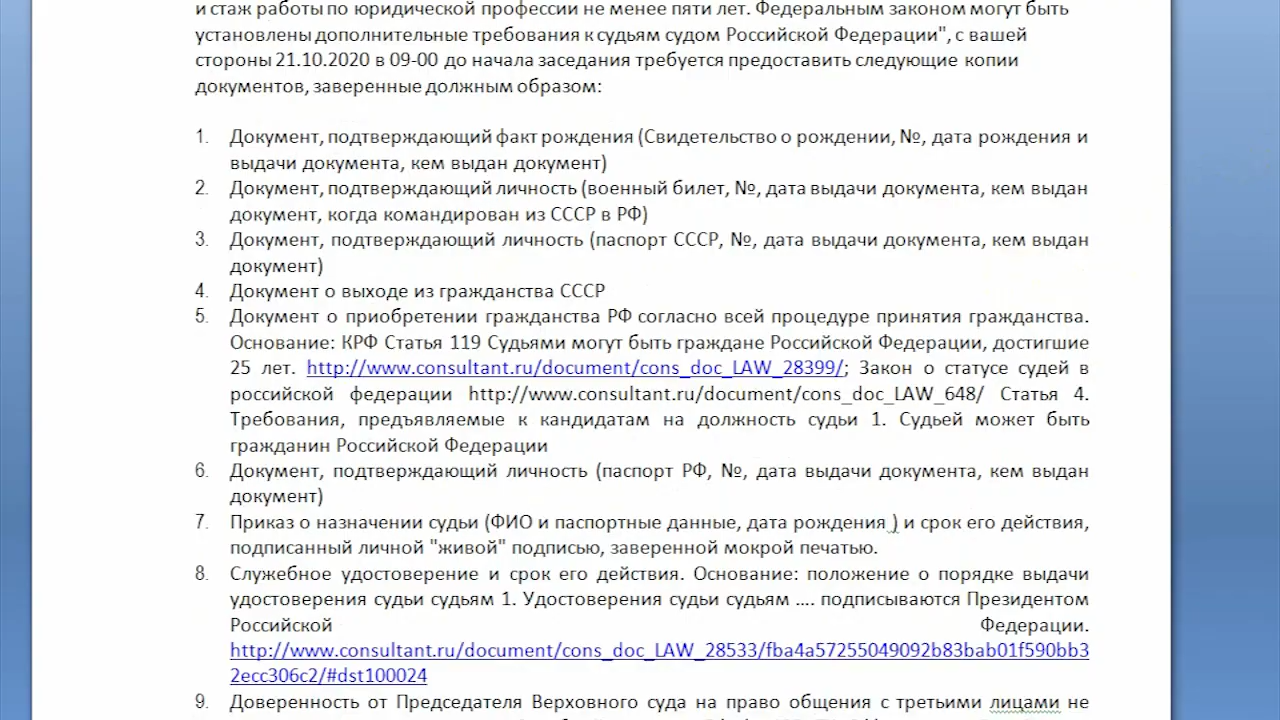 и стаж работы по юридической профессии не менее пяти лет. Федеральным законом могут быть
установлены дополнительные требования к судьям судом Российской Федерации", с вашей
стороны 21.10.2020 в 09-00 до начала заседания требуется предоставить следующие копии
документов, заверенные должным образом:
1. Документ, подтверждающий факт рождения (Свидетельство о рождении, №, дата рождения и
выдачи документа, кем выдан документ)
2. Документ, подтверждающий личность (военный билет, №, дата выдачи документа, кем выдан
документ, когда командирован из СССР в РФ)
3. Документ, подтверждающий личность (паспорт СССР, №, дата выдачи документа, кем выдан
документ)
4. Документ о выходе из гражданства СССР
5. Документ о приобретении гражданства РФ согласно всей процедуре принятия гражданства.
Основание: КРФ Статья 119 Судьями могут быть граждане Российской Федерации, достигшие
25 лет. http://www.consultant.ru/document/cons_doc_LAW_28399/; Закон о статусе судей в
российской федерации http://www.consultant.ru/document/cons_doc_LAW_648/ Статья 4.
Требования, предъявляемые к кандидатам на должность судьи 1. Судьей может быть
гражданин Российской Федерации
6. Документ, подтверждающий личность (паспорт РФ, №, дата выдачи документа, кем выдан
документ)
7. Приказ о назначении судьи (ФИО и паспортные данные, дата рождения ) и срок его действия,
подписанный личной "живой" подписью, заверенной мокрой печатью.
8. Служебное удостоверение и срок его действия. Основание: положение о порядке выдачи
удостоверения судьи судьям 1. Удостоверения судьи судьям .... подписываются Президентом
Российской Федерации.
http://www.consultant.ru/document/cons_doc_LAW_28533/fba4a57255049092b83bab01f590bb3
2ecc306c2/#dst100024
9. Доверенность от Председателя Верховного суда на право общения с третьими лицами не